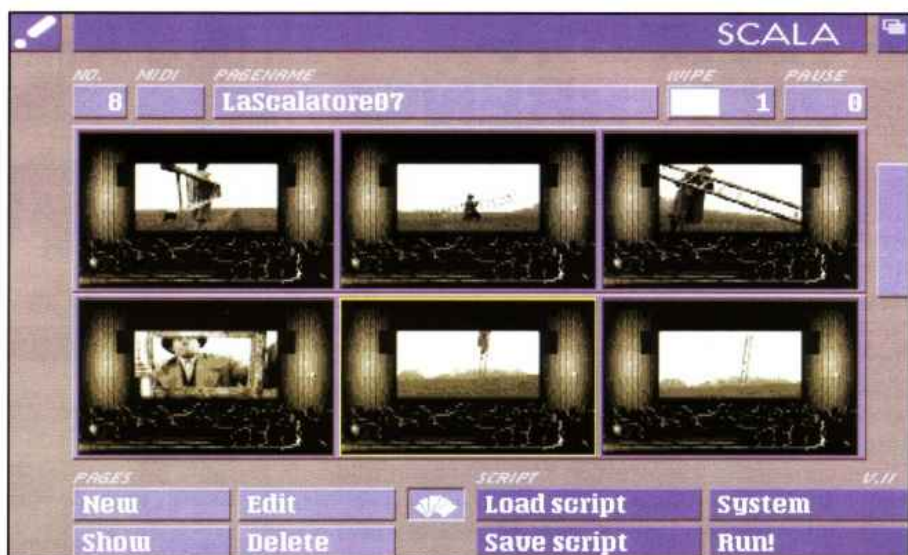 SCALA
NO. MIDI PAGENAME WIPE PAUSE
8 LaScalatore07 1 0
PAGES SCRIPT V.11
New Edit Load script System
Show Delete Save script Run!